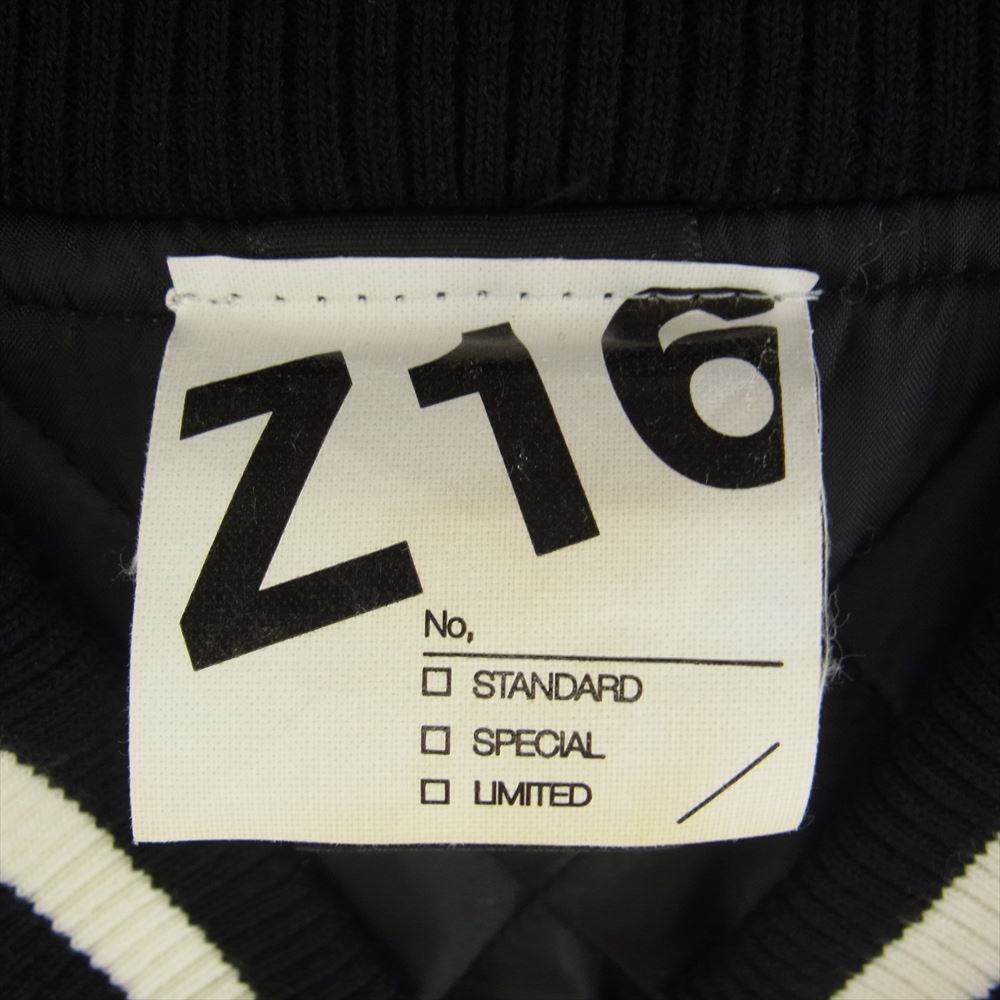 Z16
No,
STANDARD
SPECIAL
LIMITED /